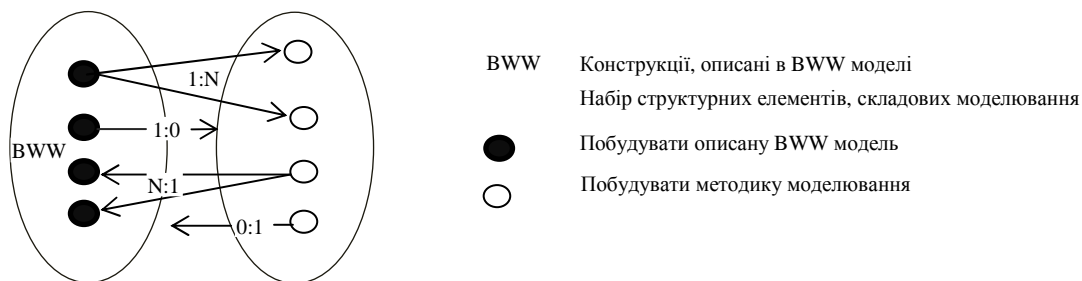 1:N
1:0
BWW
N:1
0:1
BWW Конструкції, описані в BWW моделі
Набір структурних елементів, складових моделювання
Побудувати описану BWW модель
Побудувати методику моделювання